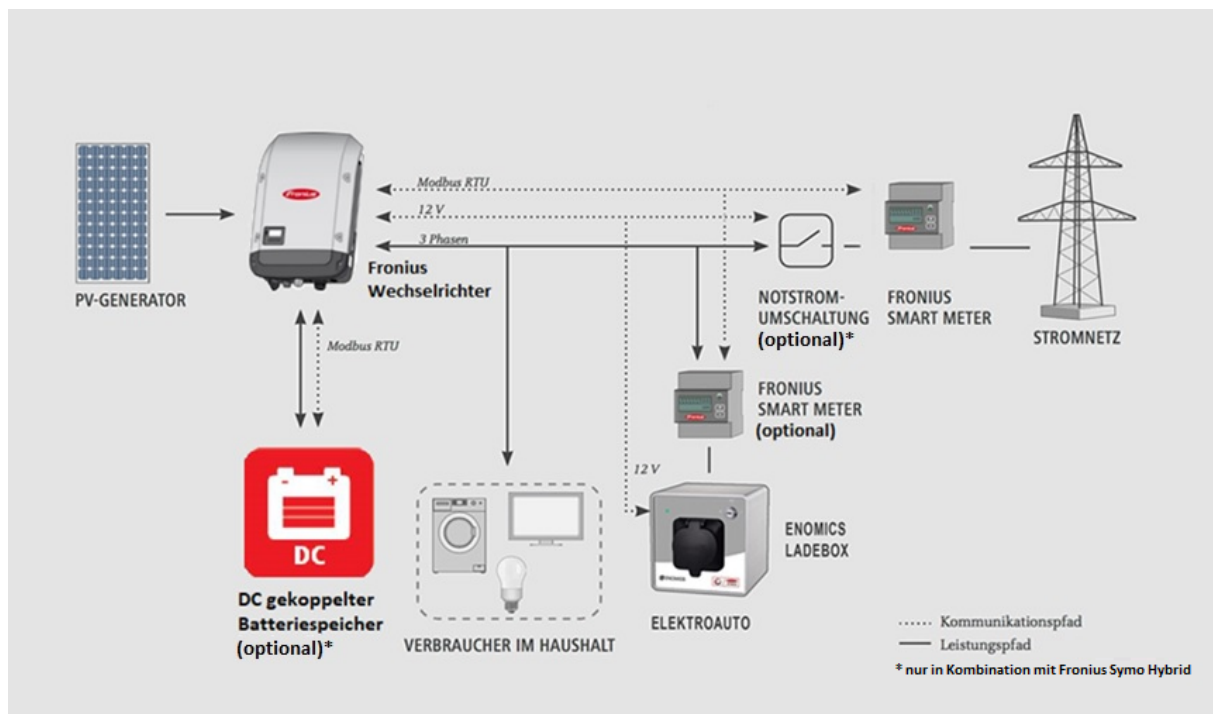 Modbus RTU
12 V
3 Phasen
Fronius
Fronius
Wechselrichter
PV-GENERATOR
NOTSTROM-
UMSCHALTUNG
(optional)*
FRONIUS
SMART METER
STROMNETZ
Modbus RTU
FRONIUS
SMART METER
(optional)
12 V
DC
DC gekoppelter
Batteriespeicher
(optional)*
VERBRAUCHER IM HAUSHALT
ENOMICS
LADEBOX
ELEKTROAUTO
Kommunikationspfad
Leistungspfad
* nur in Kombination mit Fronius Symo Hybrid